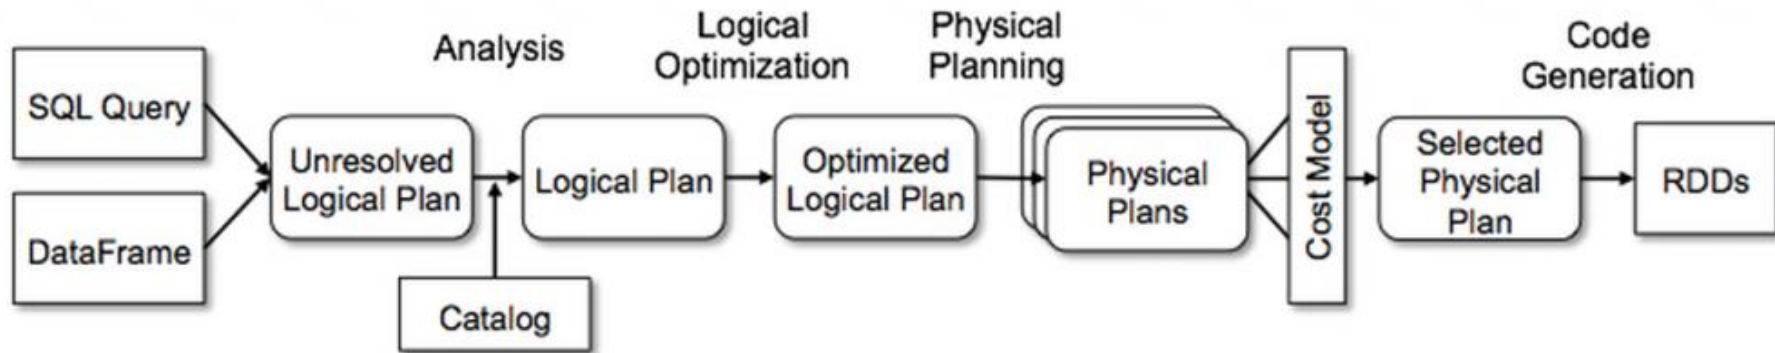 Analysis
Logical
Optimization
Physical
Planning
Code
Generation
SQL Query
DataFrame
Unresolved
Logical Plan
Catalog
Logical Plan
Optimized
Logical Plan
Physical
Plans
Cost Model
Selected
Physical
Plan
RDDs